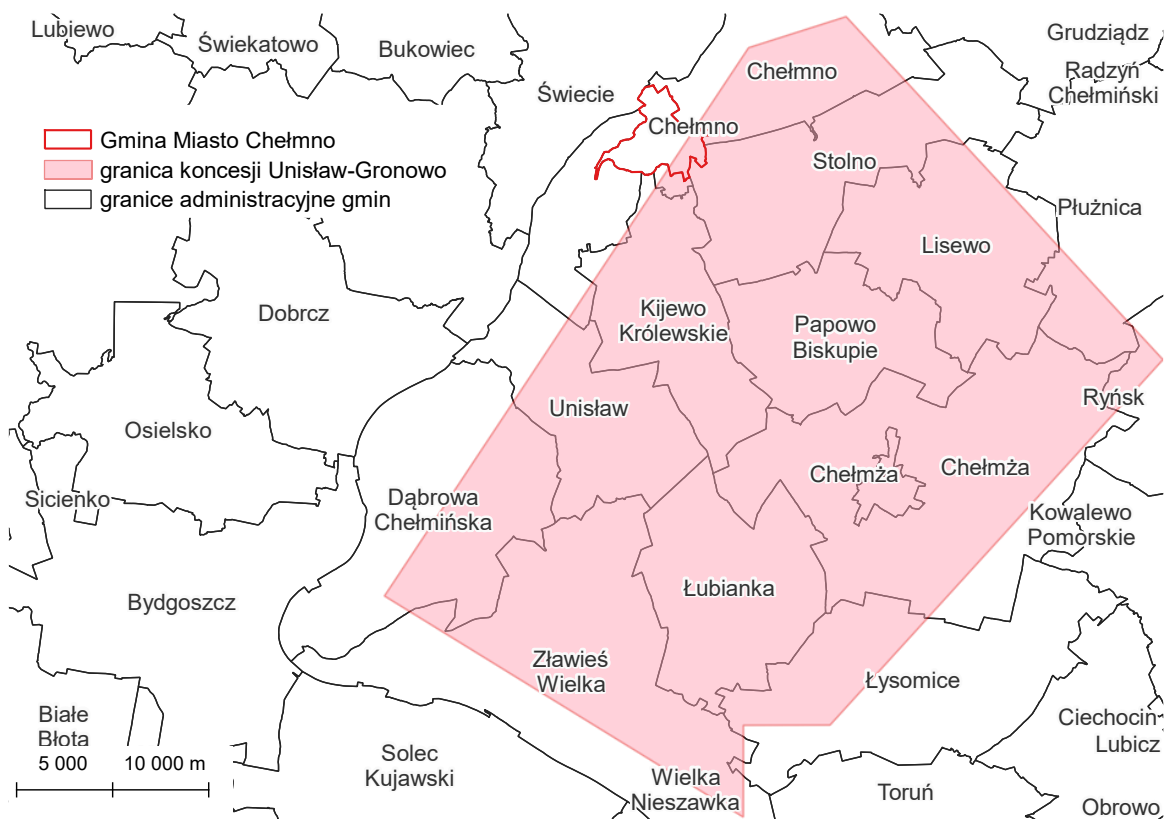 Lubiewo
Świekatowo
Bukowiec
Świecie
Chełmno
Grudziądz
Radzyń
Chełmiński
Chełmno
Gmina Miasto Chełmno
granica koncesji Unisław-Gronowo
granice administracyjne gmin
Stolno
Płużnica
Lisewo
Dobrcz
Kijewo
Królewskie
Papowo
Biskupie
Unisław
Ryńsk
Osielsko
Chełmża
Chełmża
Sicienko
Dąbrowa
Chełmińska
Kowalewo
Pomorskie
Bydgoszcz
Łubianka
Zławieś
Wielka
Łysomice
Białe
Błota
Ciechocin
Lubicz
5 000
10 000 m
Solec
Kujawski
Wielka
Nieszawka
Toruń
Obrowo